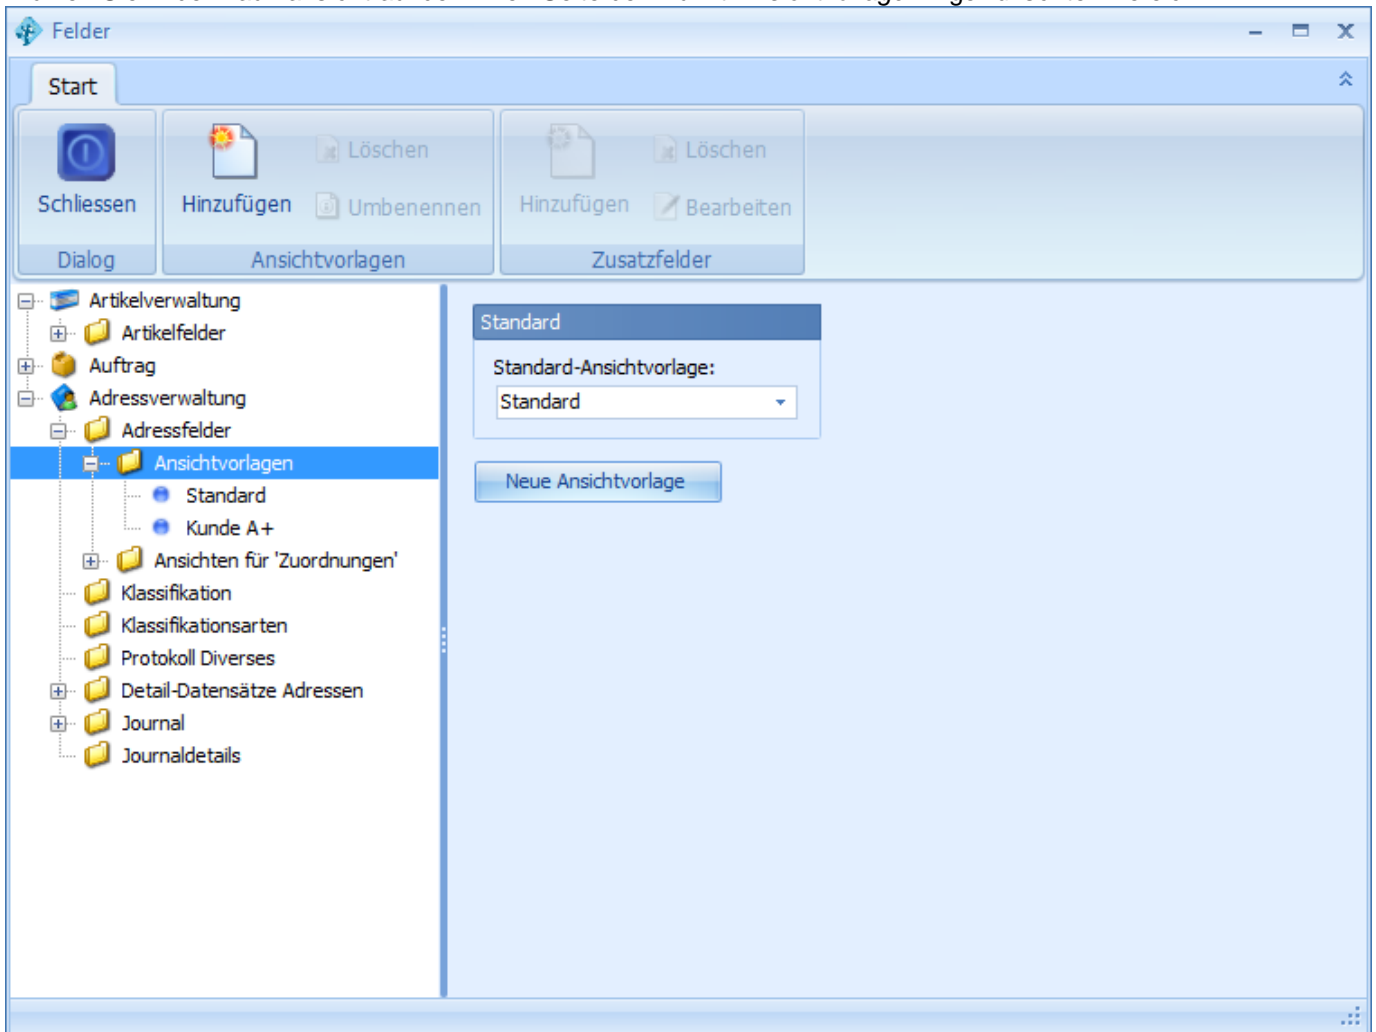 Felder
Start
Schliessen
Hinzufügen
Löschen
Umbenennen
Hinzufügen
Löschen
Bearbeiten
Dialog
Ansichtvorlagen
Zusatzfelder
Artikelverwaltung
Artikelfelder
Auftrag
Adressverwaltung
Adressfelder
Ansichtvorlagen
Standard
Kunde A+
Ansichten für 'Zuordnungen'
Klassifikation
Klassifikationsarten
Protokoll Diverses
Detail-Datensätze Adressen
Journal
Journaldetails
Standard
Standard-Ansichtvorlage:
Standard
Neue Ansichtvorlage